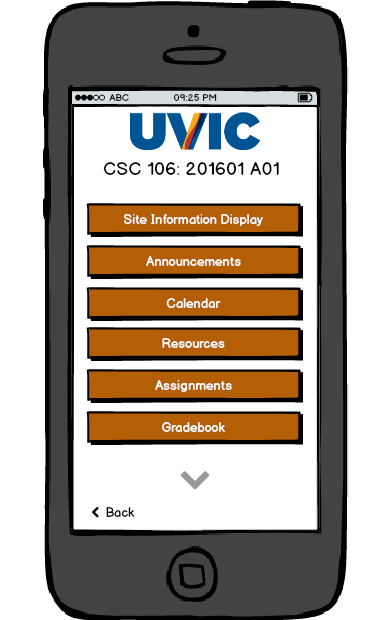 ABC 09:25 PM
UVIC
CSC 106: 201601 A01
Site Information Display
Announcements
Calendar
Resources
Assignments
Gradebook
Back